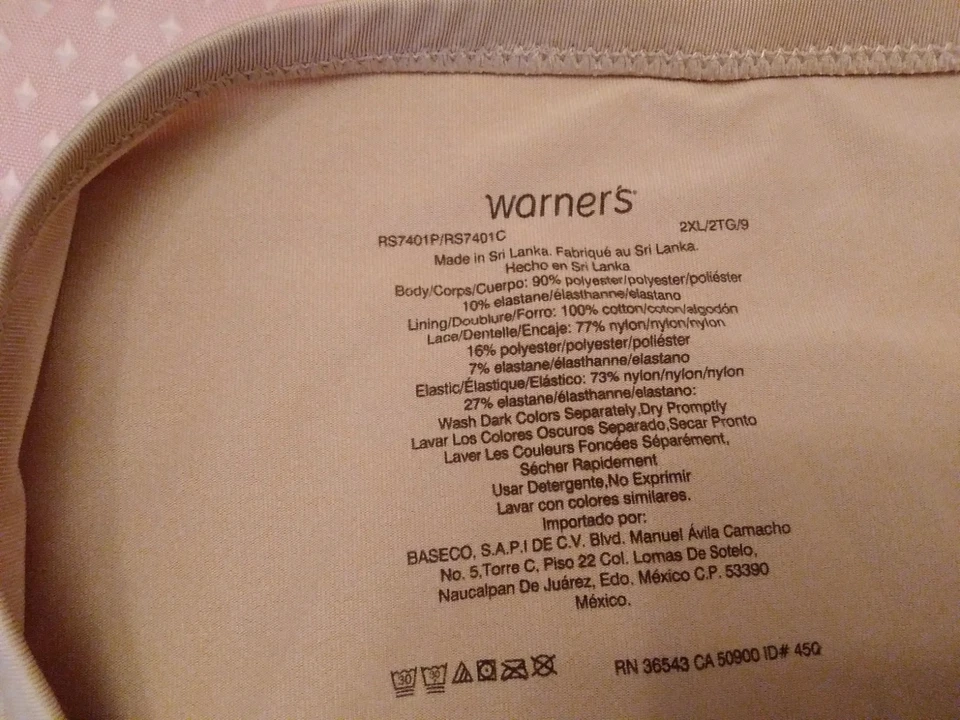 warner's
RS7401P/RS7401C 2XL/2TG/9
Made in Sri Lanka. Fabriqué au Sri Lanka.
Hecho en Sri Lanka
Body/Corps/Cuerpo: 90% polyester/polyester/poliéster
10% elastane/élasthanne/elastano
Lining/Doublure/Forro: 100% cotton/coton/algodón
Lace/Dentelle/Encaje: 77% nylon/nylon/nylon
16% polyester/polyester/poliéster
7% elastane/élasthanne/elastano
Elastic/Élastique/Elástico: 73% nylon/nylon/nylon
27% elastane/élasthanne/elastano:
Wash Dark Colors Separately,Dry Promptly
Lavar Los Colores Oscuros Separado,Secar Pronto
Laver Les Couleurs Foncées Séparément,
Sécher Rapidement
Usar Detergente,No Exprimir
Lavar con colores similares.
Importado por:
BASECO, S.A.P.I DE C.V. Blvd. Manuel Ávila Camacho
No. 5,Torre C, Piso 22 Col. Lomas De Sotelo,
Naucalpan De Juárez, Edo. México C.P. 53390
México.
30 30 RN 36543 CA 50900 ID# 45Q